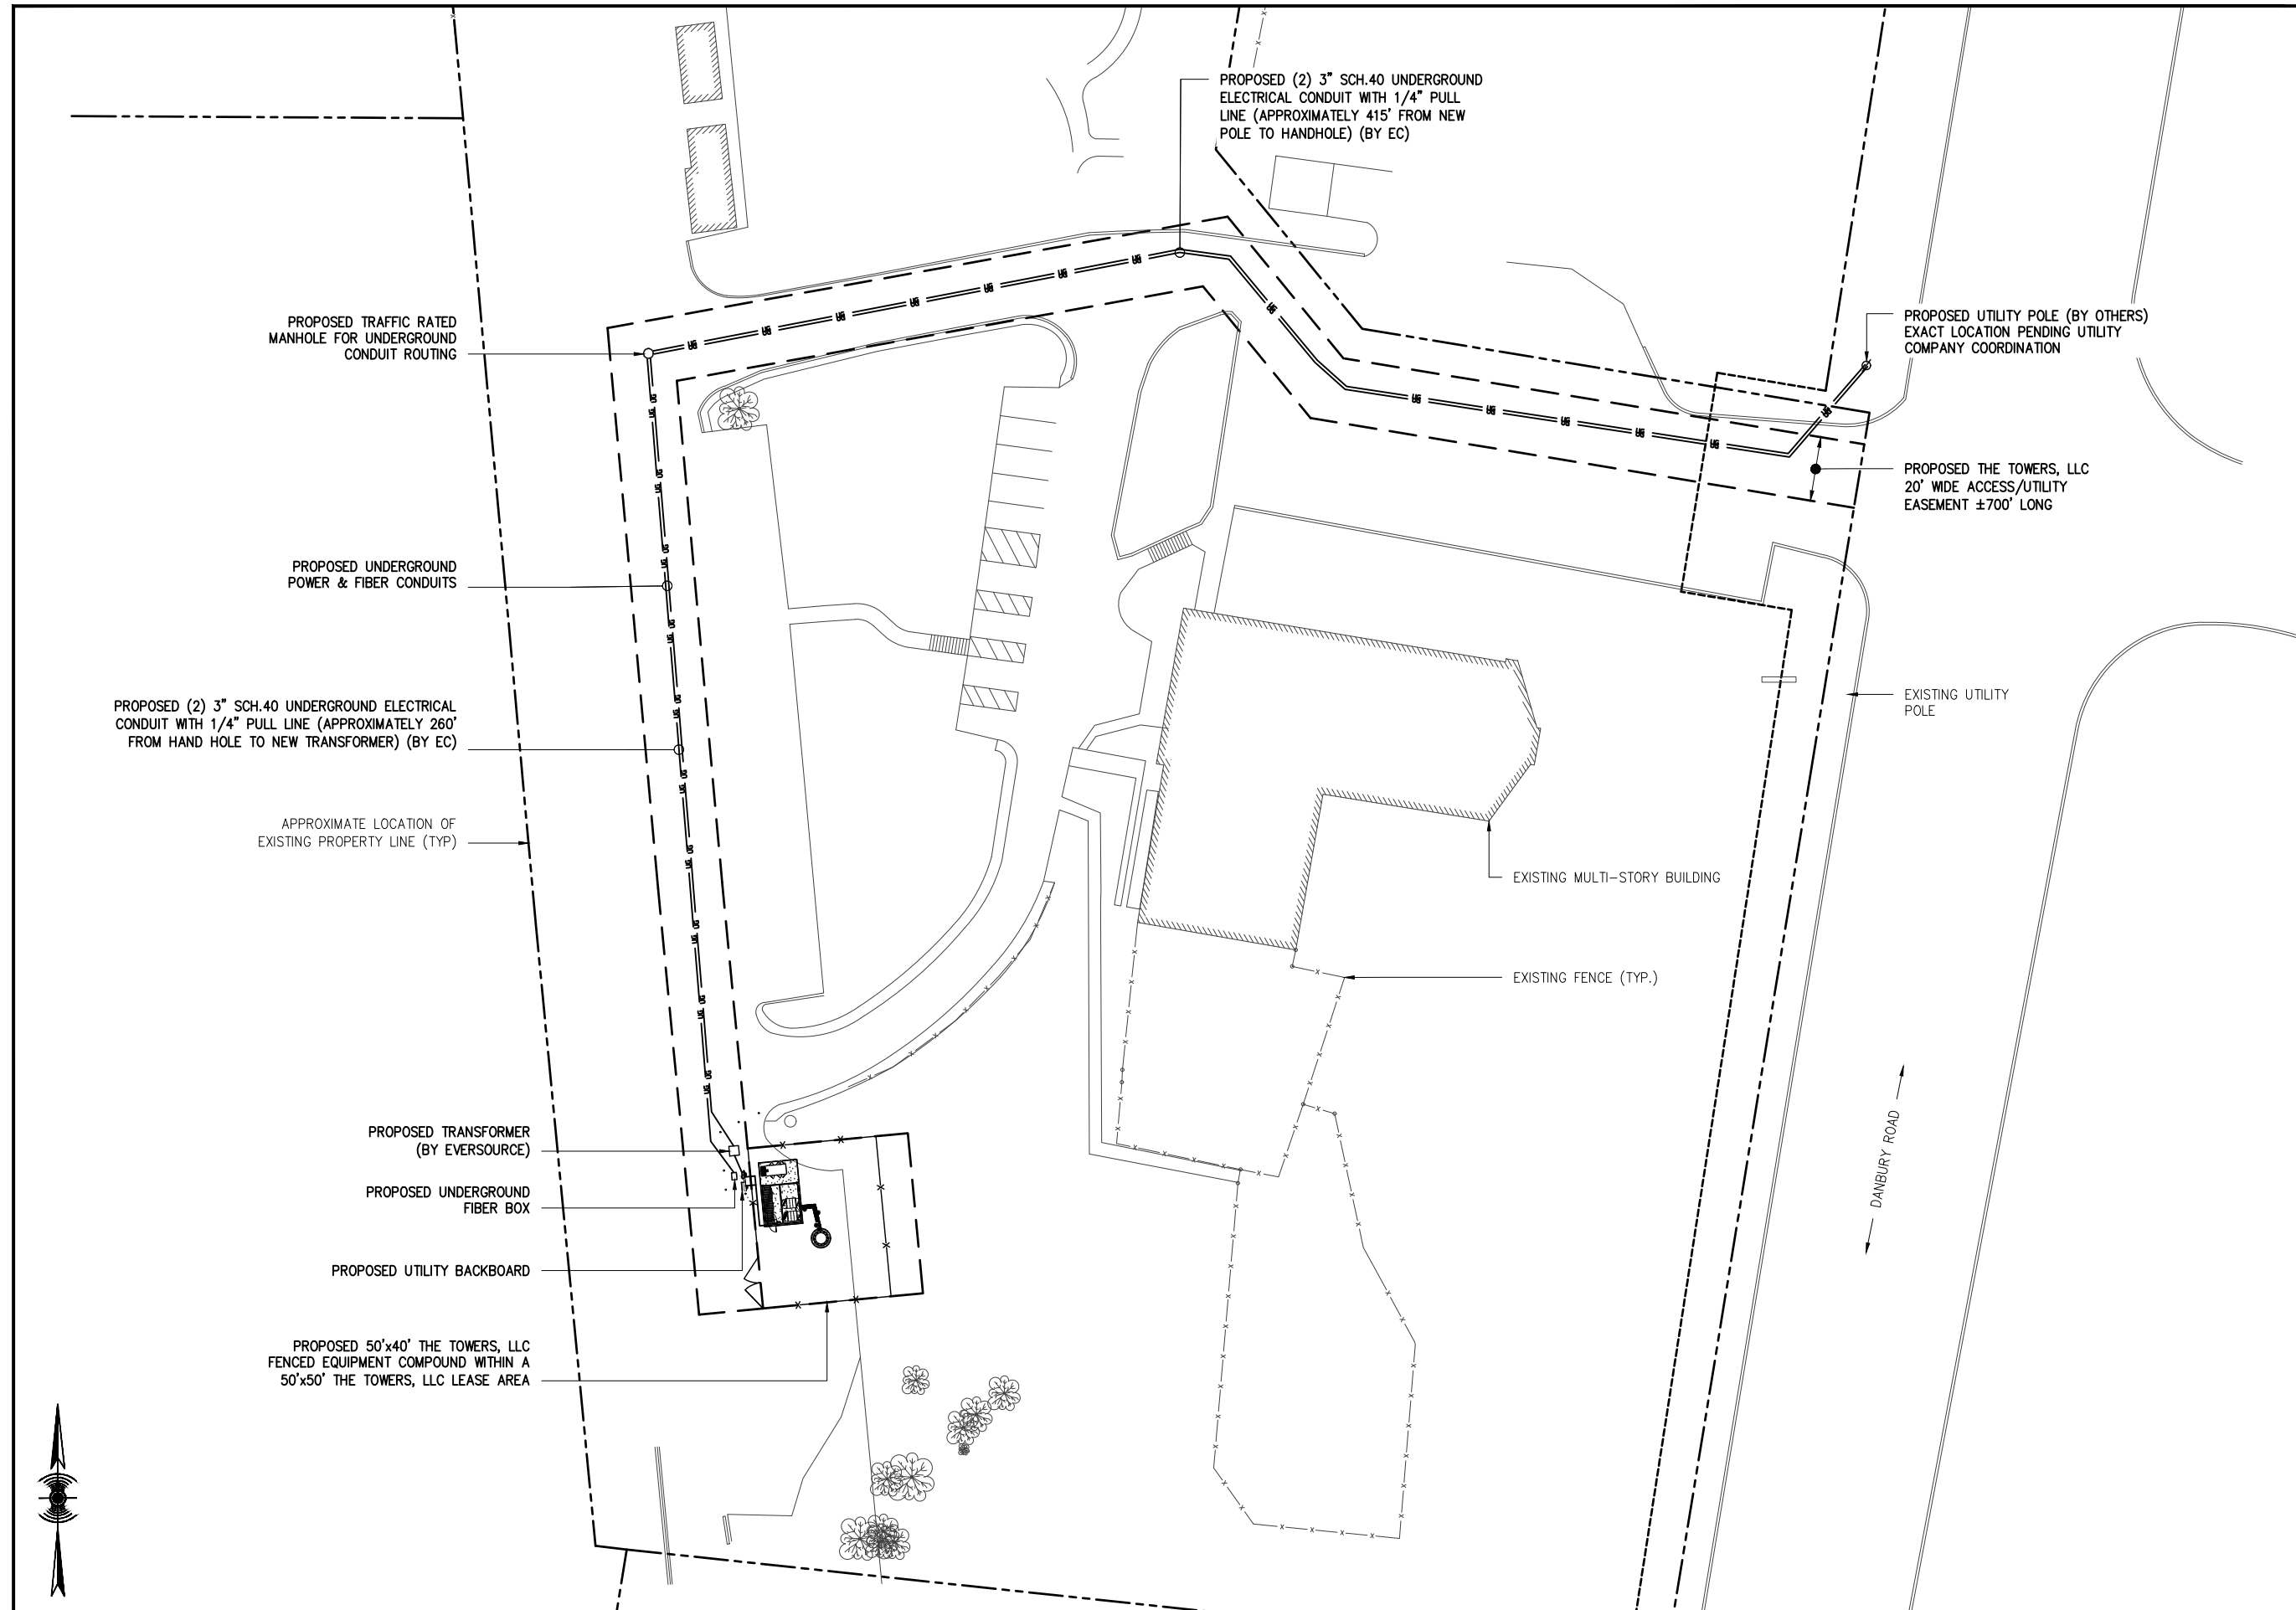 PROPOSED (2) 3" SCH.40 UNDERGROUND
ELECTRICAL CONDUIT WITH 1/4" PULL
LINE (APPROXIMATELY 415' FROM NEW
POLE TO HANDHOLE) (BY EC)
PROPOSED TRAFFIC RATED
MANHOLE FOR UNDERGROUND
CONDUIT ROUTING
PROPOSED UTILITY POLE (BY OTHERS)
EXACT LOCATION PENDING UTILITY
COMPANY COORDINATION
PROPOSED THE TOWERS, LLC
20' WIDE ACCESS/UTILITY
EASEMENT ±700' LONG
PROPOSED UNDERGROUND
POWER & FIBER CONDUITS
EXISTING UTILITY
POLE
PROPOSED (2) 3" SCH.40 UNDERGROUND ELECTRICAL
CONDUIT WITH 1/4" PULL LINE (APPROXIMATELY 260'
FROM HAND HOLE TO NEW TRANSFORMER) (BY EC)
APPROXIMATE LOCATION OF
EXISTING PROPERTY LINE (TYP)
EXISTING MULTI-STORY BUILDING
EXISTING FENCE (TYP.)
DANBURY ROAD
PROPOSED TRANSFORMER
(BY EVERSOURCE)
PROPOSED UNDERGROUND
FIBER BOX
PROPOSED UTILITY BACKBOARD
PROPOSED 50'x40' THE TOWERS, LLC
FENCED EQUIPMENT COMPOUND WITHIN A
50'x50' THE TOWERS, LLC LEASE AREA